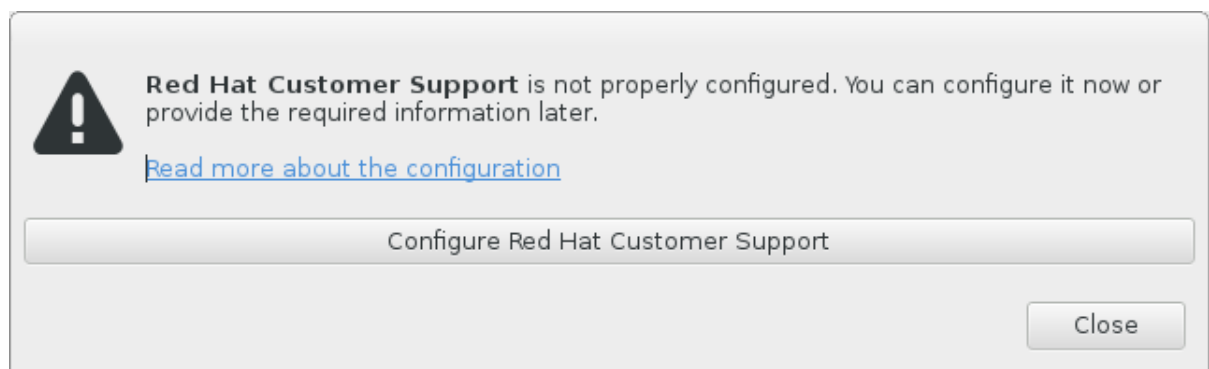 Red Hat Customer Support is not properly configured. You can configure it now or
provide the required information later.
Read more about the configuration
Configure Red Hat Customer Support
Close